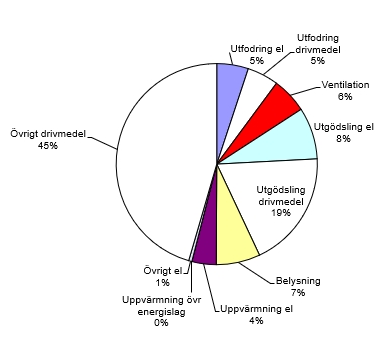 Utfodring el
5%
Utfodring
drivmedel
5%
Ventilation
6%
Utgödsling el
8%
Utgödsling
drivmedel
19%
Belysning
7%
Uppvärmning el
4%
Uppvärmning övr
energislag
0%
Övrigt el
1%
Övrigt drivmedel
45%